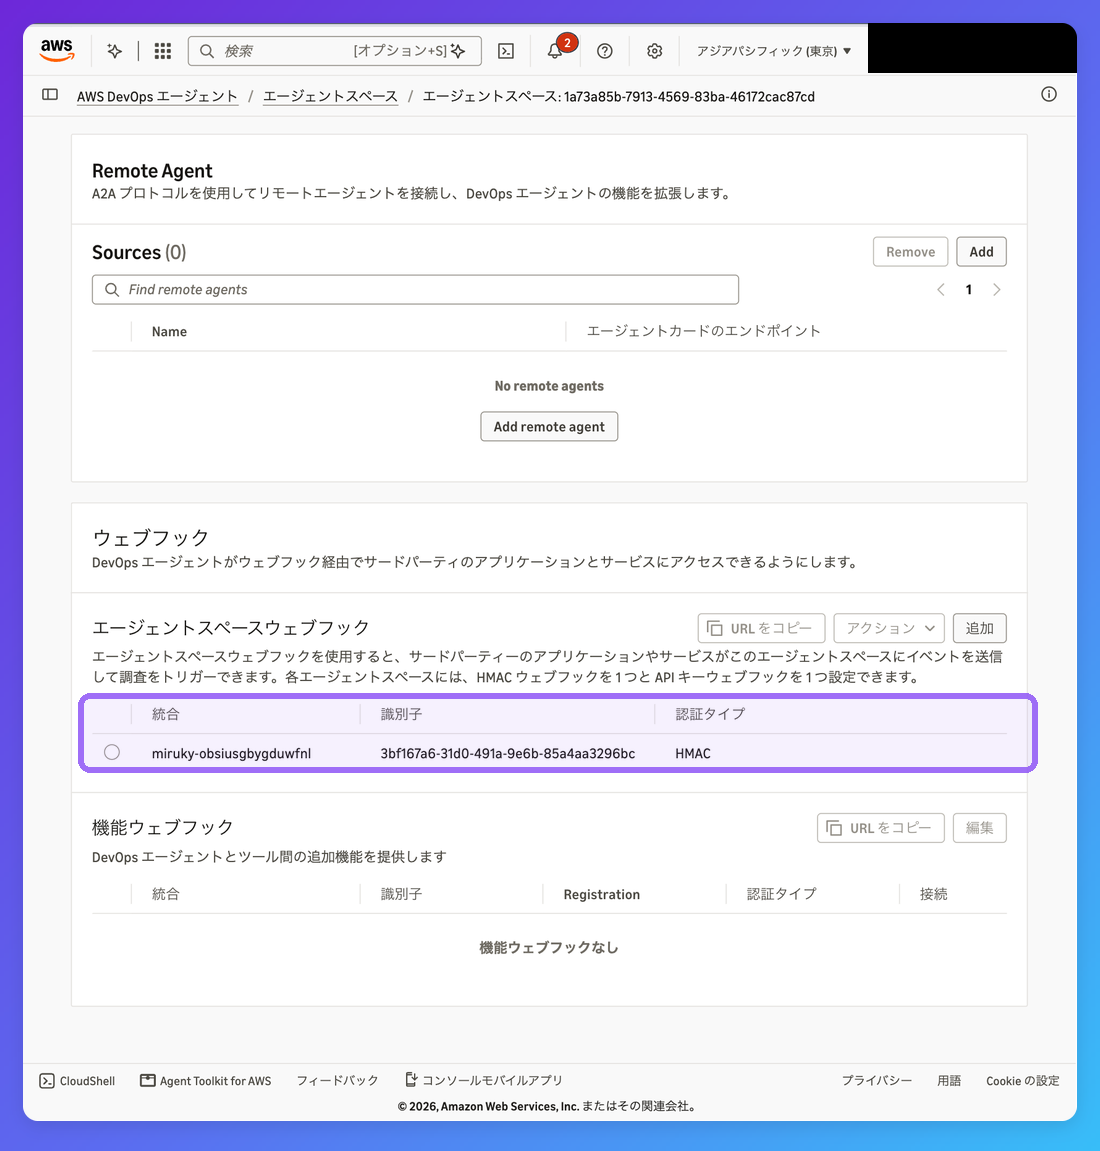 aws
検索 [オプション+S]
2
アジアパシフィック (東京) ▼
AWS DevOps エージェント / エージェントスペース / エージェントスペース: 1a73a85b-7913-4569-83ba-46172cac87cd
Remote Agent
A2A プロトコルを使用してリモートエージェントを接続し、DevOps エージェントの機能を拡張します。
Sources (0)
Remove
Add
Find remote agents
1
Name
エージェントカードのエンドポイント
No remote agents
Add remote agent
ウェブフック
DevOps エージェントがウェブフック経由でサードパーティのアプリケーションとサービスにアクセスできるようにします。
エージェントスペースウェブフック
URL をコピー
アクション
追加
エージェントスペースウェブフックを使用すると、サードパーティーのアプリケーションやサービスがこのエージェントスペースにイベントを送信
して調査をトリガーできます。各エージェントスペースには、HMAC ウェブフックを 1 つと API キーウェブフックを 1 つ設定できます。
統合 識別子 認証タイプ
miruky-obsiusgbygduwfnl 3bf167a6-31d0-491a-9e6b-85a4aa3296bc HMAC
機能ウェブフック
URL をコピー
編集
DevOps エージェントとツール間の追加機能を提供します
統合 識別子 Registration 認証タイプ 接続
機能ウェブフックなし
CloudShell Agent Toolkit for AWS フィードバック コンソールモバイルアプリ プライバシー 用語 Cookie の設定
© 2026, Amazon Web Services, Inc. またはその関連会社。